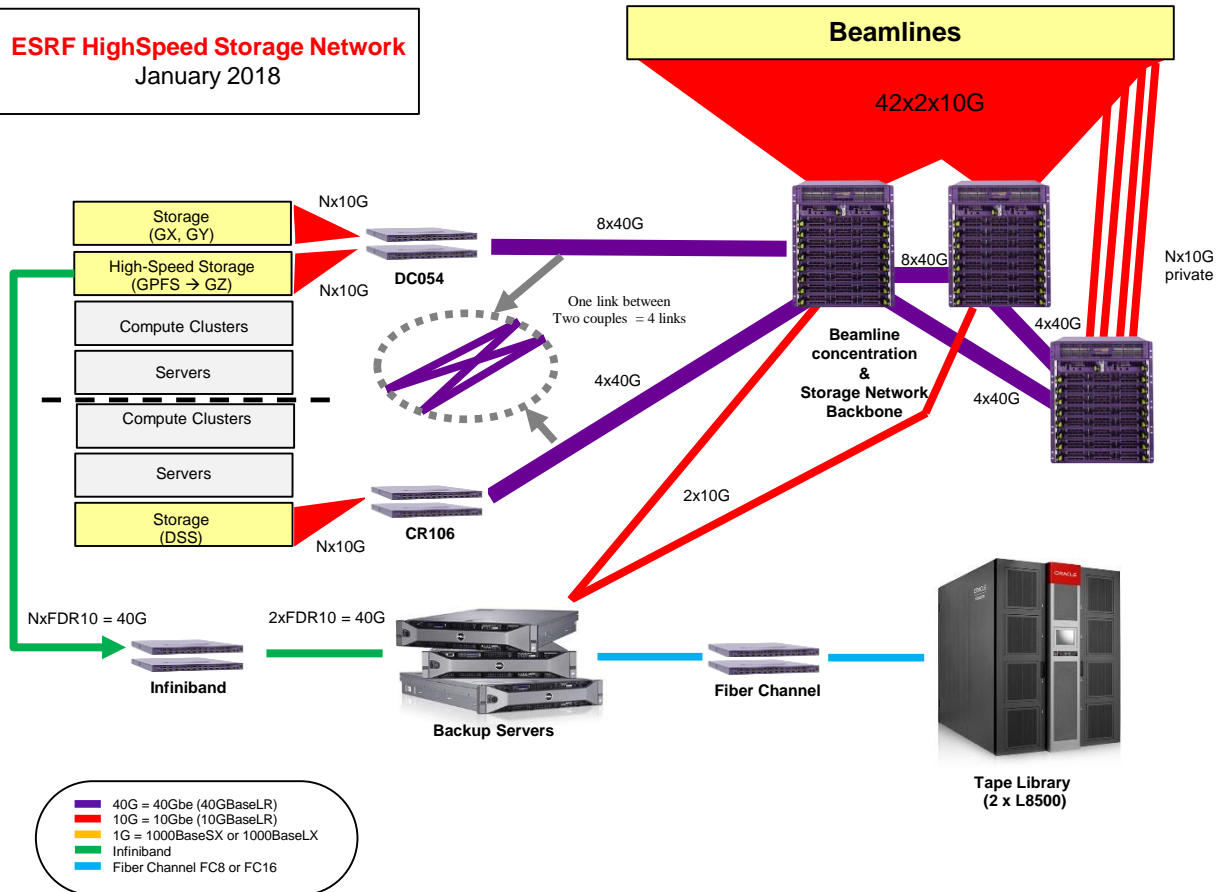 ESRF HighSpeed Storage Network
January 2018
Beamlines
42x2x10G
Nx10G
Storage
(GX, GY)
High-Speed Storage
(GPFS → GZ)
Nx10G
DC054
8x40G
8x40G
Nx10G
private
One link between
Two couples = 4 links
Compute Clusters
Servers
Compute Clusters
Servers
Storage
(DSS)
Nx10G
CR106
4x40G
Beamline
concentration
&
Storage Network
Backbone
4x40G
4x40G
2x10G
NxFDR10 = 40G
Infiniband
2xFDR10 = 40G
Backup Servers
Fiber Channel
ORACLE
Tape Library
(2 x L8500)
40G = 40Gbe (40GBaseLR)
10G = 10Gbe (10GBaseLR)
1G = 1000BaseSX or 1000BaseLX
Infiniband
Fiber Channel FC8 or FC16